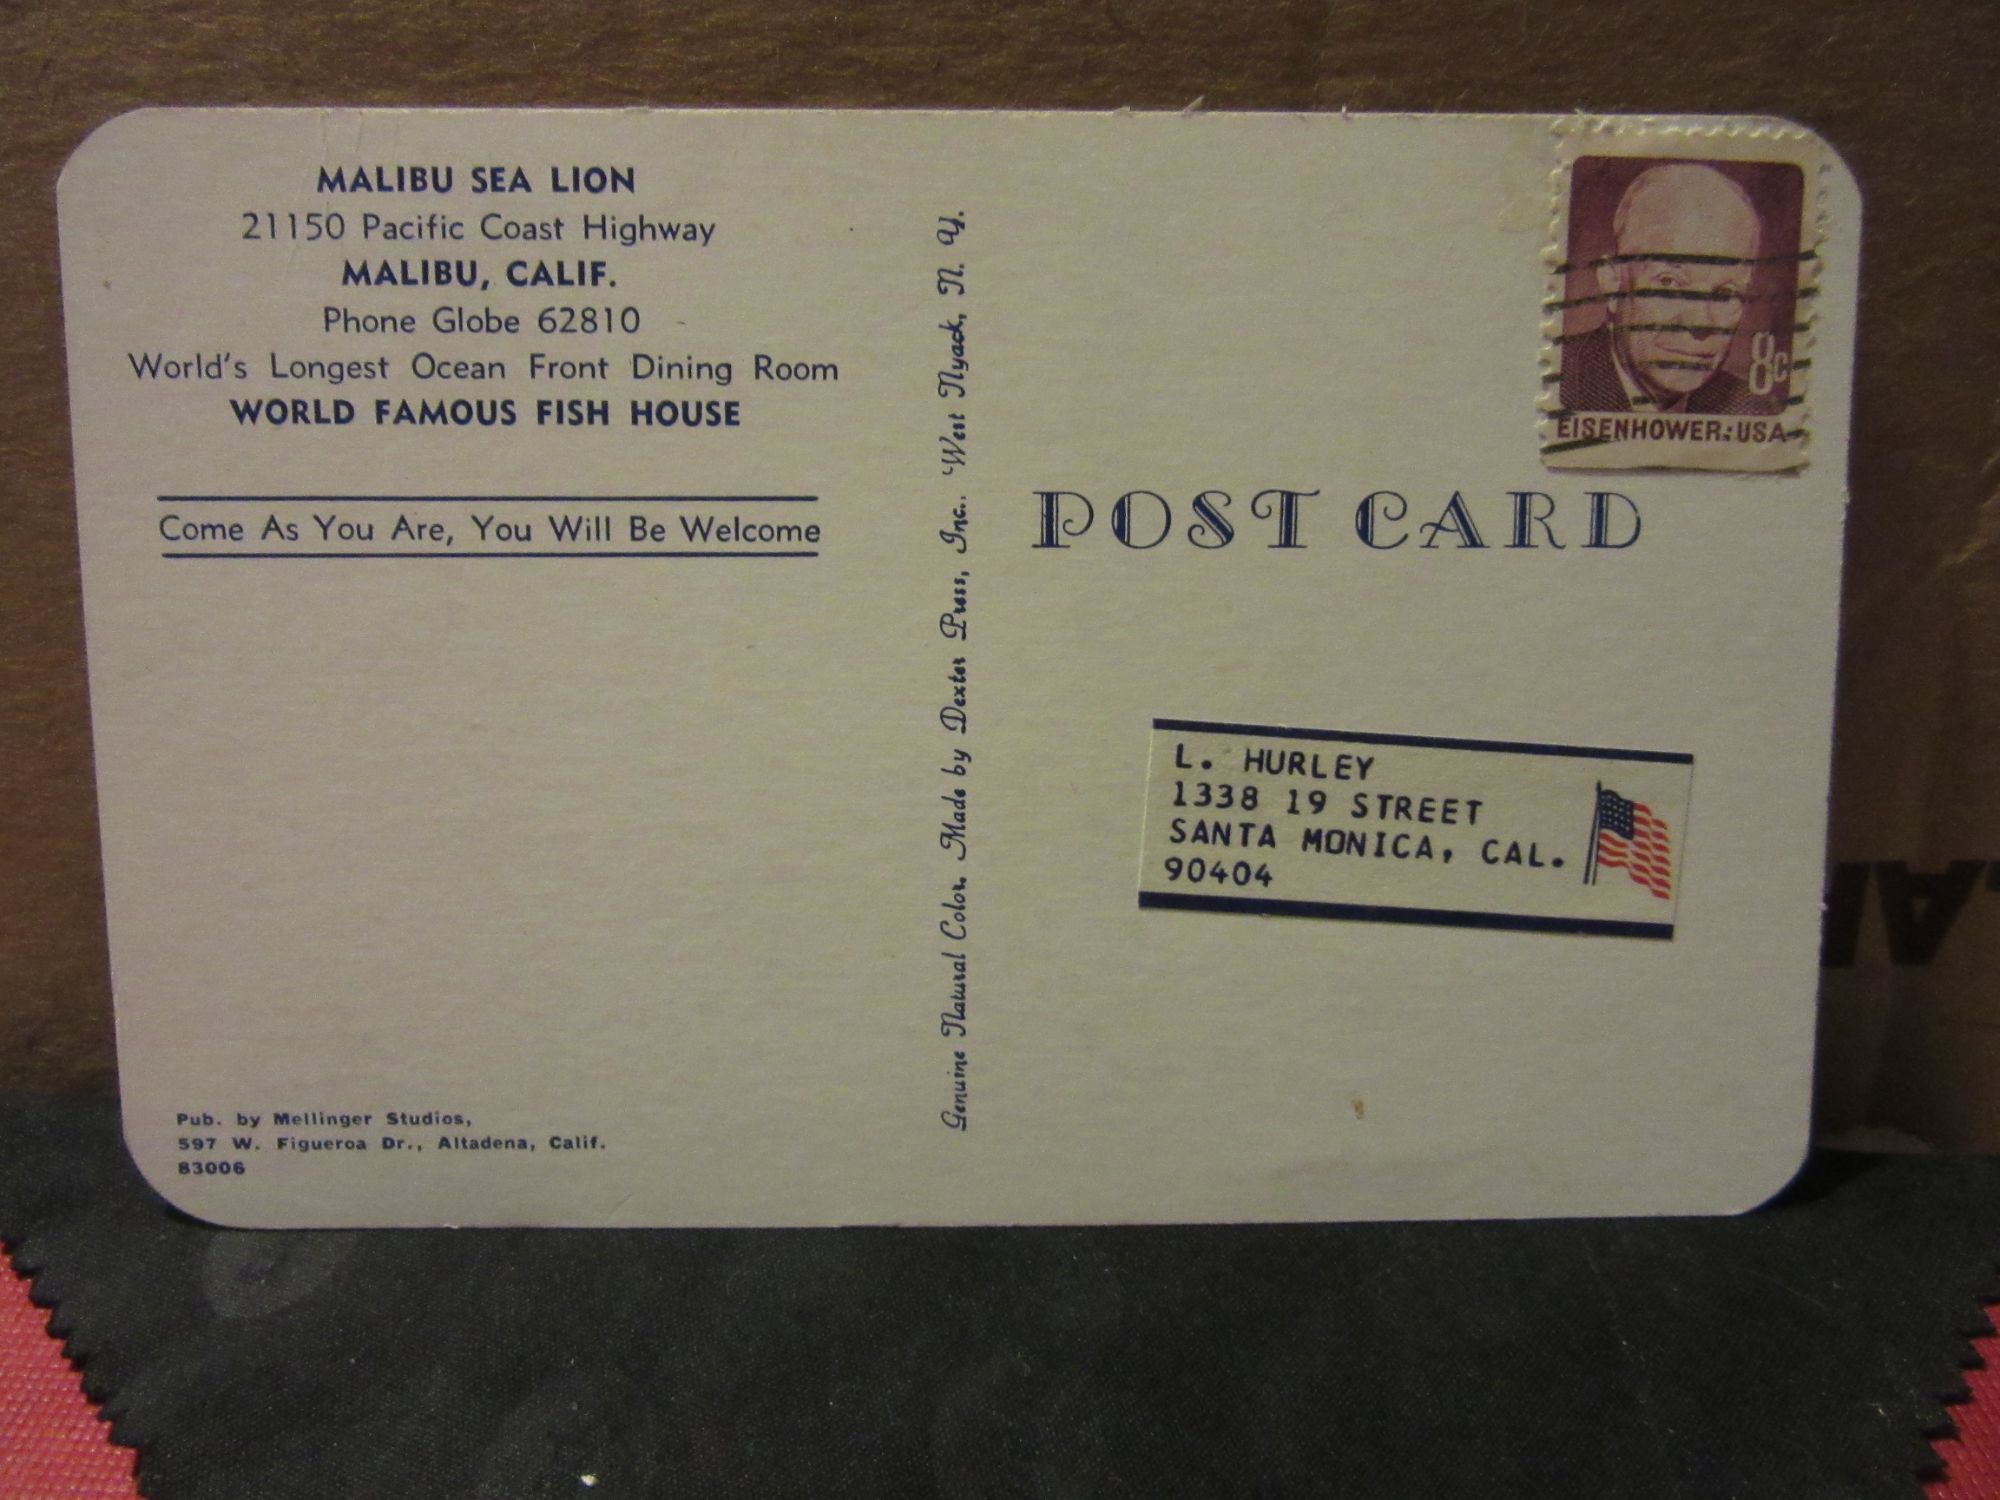 MALIBU SEA LION
21150 Pacific Coast Highway
MALIBU, CALIF.
Phone Globe 62810
World's Longest Ocean Front Dining Room
WORLD FAMOUS FISH HOUSE
Come As You Are, You Will Be Welcome
Pub. by Mellinger Studios,
597 W. Figueroa Dr., Altadena, Calif.
83006
Genuine Natural Color. Made by Dexter Press, Inc. West Nyack, N. Y.
8c
EISENHOWER·USA
POST CARD
L. HURLEY
1338 19 STREET
SANTA MONICA, CAL.
90404